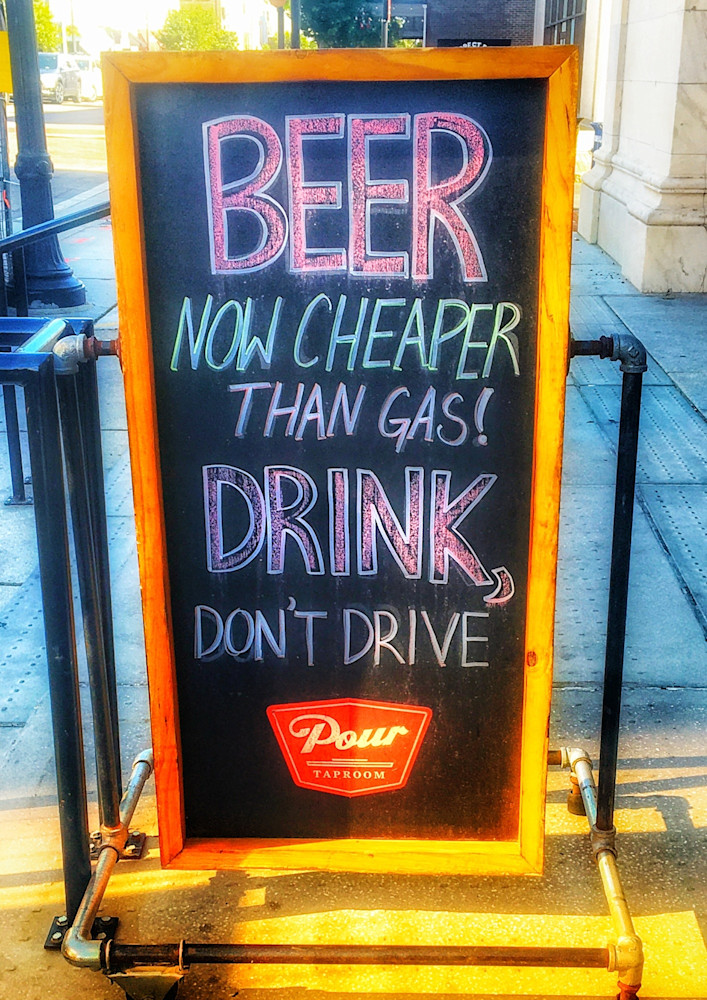 BEER
NOW CHEAPER
THAN GAS!
DRINK,
DON'T DRIVE
Pour
TAPROOM